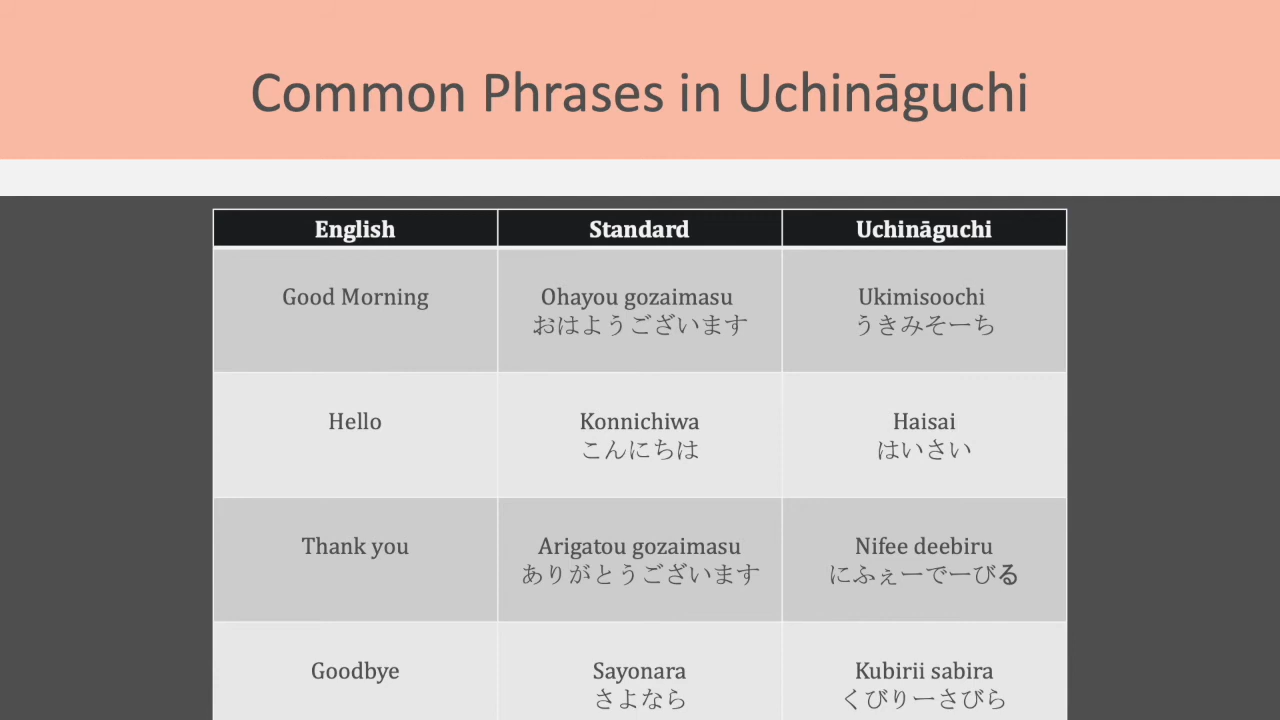 Common Phrases in Uchināguchi
English Standard Uchināguchi
Good Morning Ohayou gozaimasu Ukimisoochi
おはようございます うきみそーち
Hello Konnichiwa Haisai
こんにちは はいさい
Thank you Arigatou gozaimasu Nifee deebiru
ありがとうございます にふぇーでーびる
Goodbye Sayonara Kubirii sabira
さよなら くびりーさびら